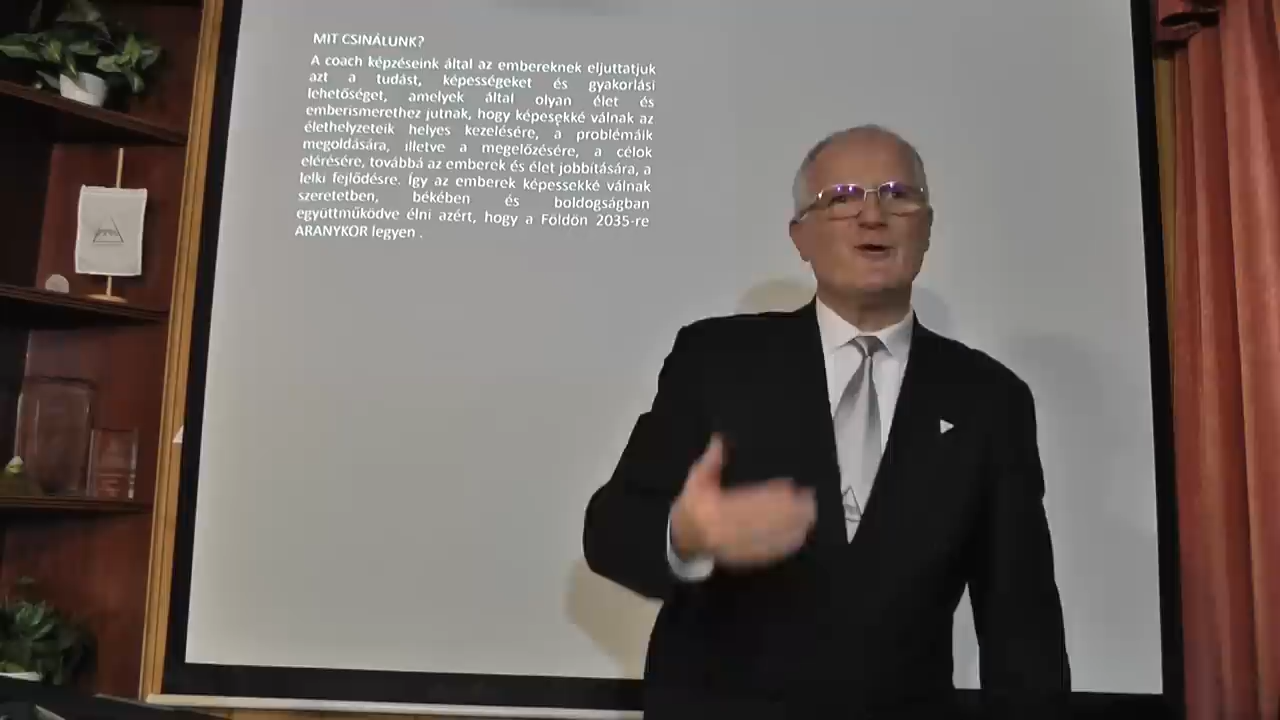 MIT CSINÁLUNK?
A coach képzéseink által az embereknek eljuttatjuk
azt a tudást, képességeket és gyakorlási
lehetőséget, amelyek által olyan élet és
emberismerethez jutnak, hogy képesekké válnak az
élethelyzeteik helyes kezelésére, a problémáik
megoldására, illetve a megelőzésére, a célok
elérésére, továbbá az emberek és élet jobbítására, a
lelki fejlődésre. Így az emberek képessekké válnak
szeretetben, békében és boldogságban
együttműködve élni azért, hogy a Földön 2035-re
ARANYKOR legyen .